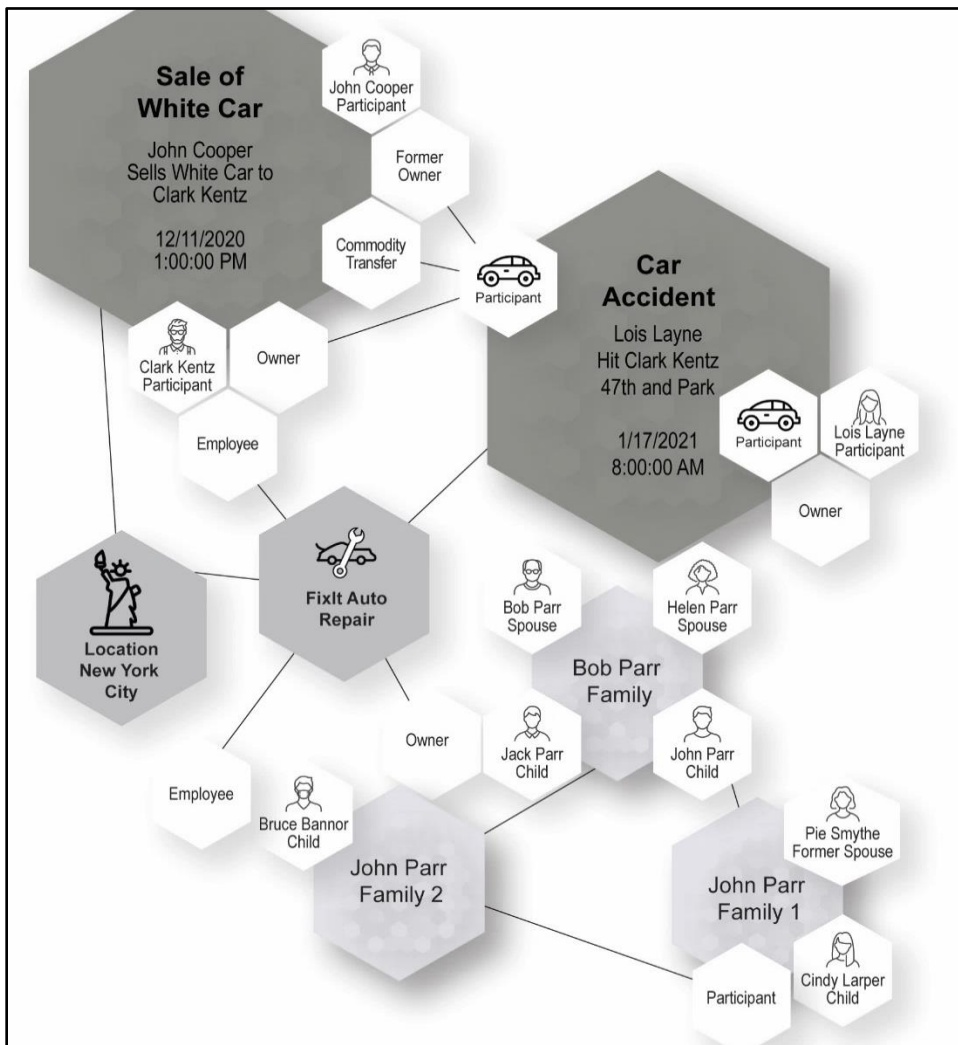 Sale of
White Car
John Cooper
Sells White Car to
Clark Kentz
12/11/2020
1:00:00 PM
John Cooper
Participant
Former
Owner
Commodity
Transfer
Participant
Clark Kentz
Participant
Owner
Employee
Car
Accident
Lois Layne
Hit Clark Kentz
47th and Park
1/17/2021
8:00:00 AM
Participant
Lois Layne
Participant
Owner
Location
New York
City
FixIt Auto
Repair
Bob Parr
Spouse
Helen Parr
Spouse
Bob Parr
Family
Jack Parr
Child
John Parr
Child
Owner
Employee
Bruce Bannor
Child
John Parr
Family 2
Pie Smythe
Former Spouse
John Parr
Family 1
Cindy Larper
Child
Participant